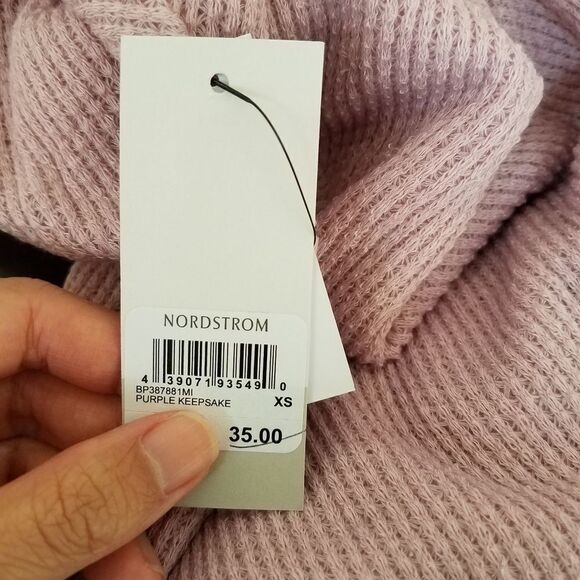 NORDSTROM
4 39071 93549 0
BP387881MI
PURPLE KEEPSAKE XS
35.00